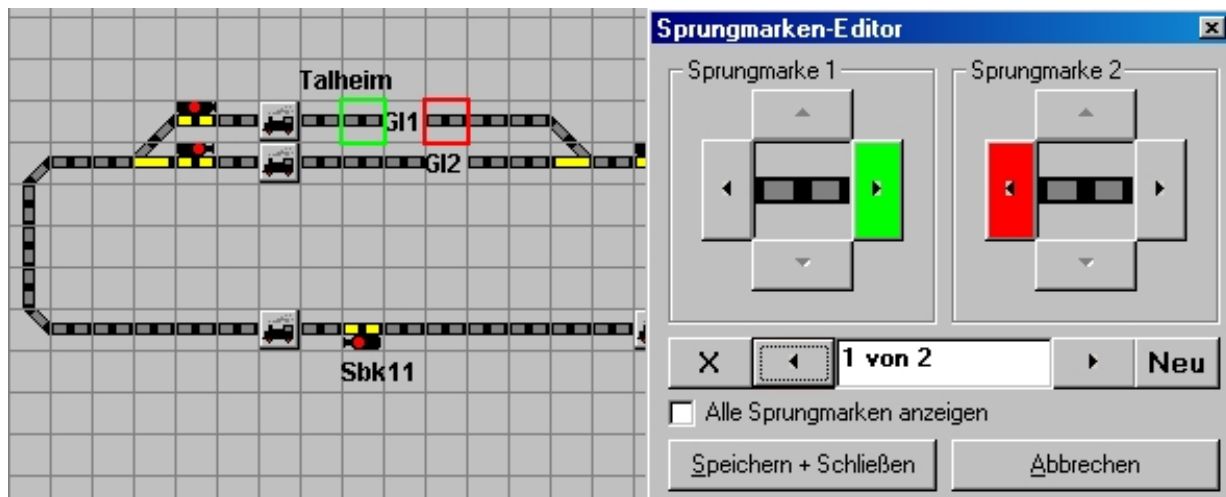 Talheim
Gl1
Gl2
Sbk11
Sprungmarken-Editor
Sprungmarke 1
Sprungmarke 2
X
1 von 2
Neu
Alle Sprungmarken anzeigen
Speichern + Schließen
Abbrechen